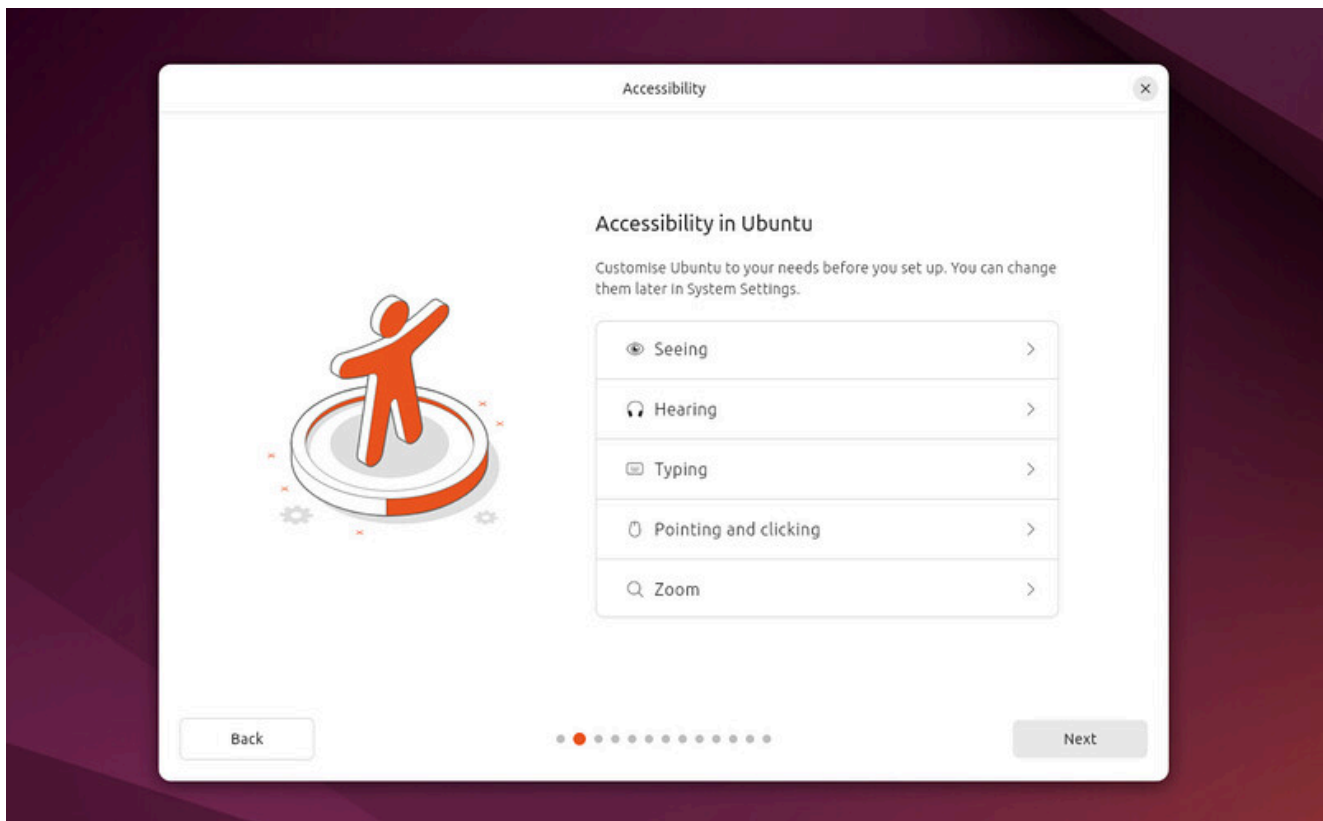 Accessibility
Accessibility in Ubuntu
Customise Ubuntu to your needs before you set up. You can change
them later in System Settings.
Seeing
Hearing
Typing
Pointing and clicking
Zoom
Back
Next